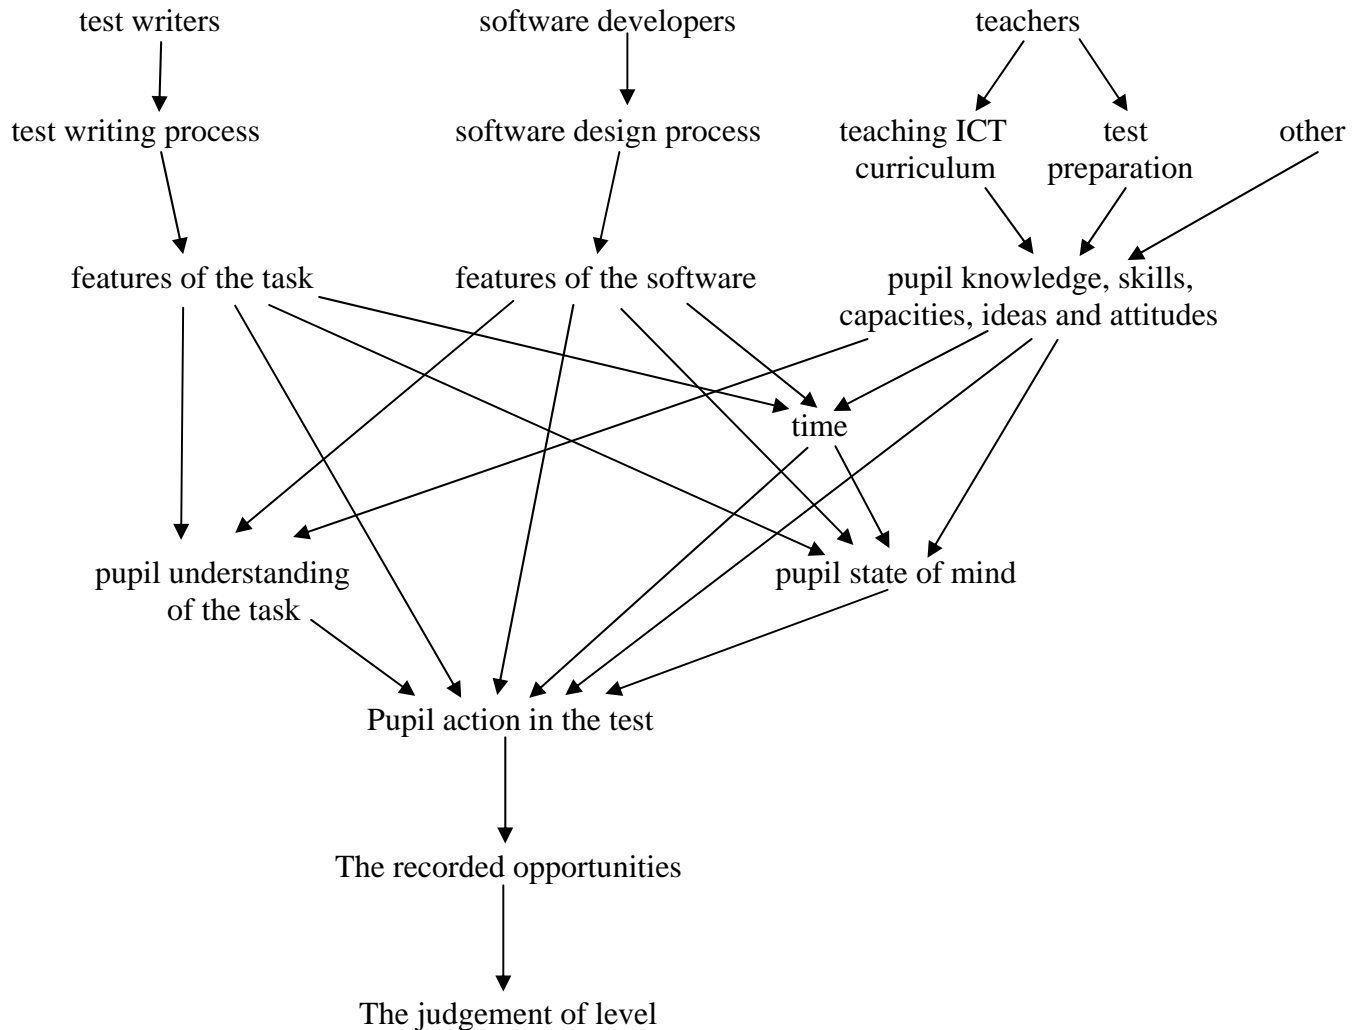 test writers
software developers
teachers
test writing process
software design process
teaching ICT
curriculum
test
preparation
other
features of the task
features of the software
pupil knowledge, skills,
capacities, ideas and attitudes
time
pupil understanding
of the task
pupil state of mind
Pupil action in the test
The recorded opportunities
The judgement of level